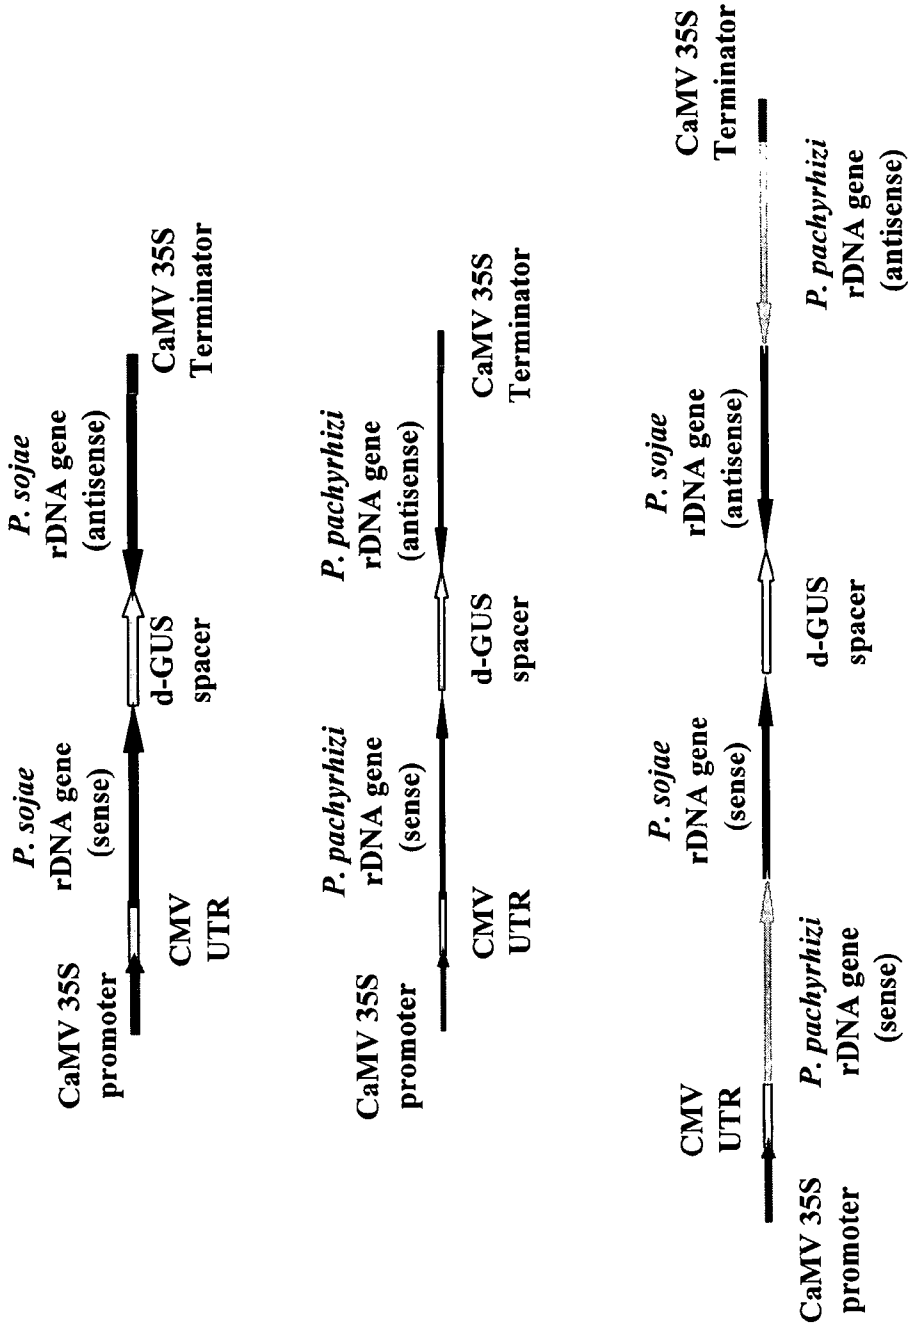 P. sojae
rDNA gene
(sense)
P. sojae
rDNA gene
(antisense)
CaMV 35S
promoter
CMV
UTR
d-GUS
spacer
CaMV 35S
Terminator
P. pachyrhizi
rDNA gene
(sense)
P. pachyrhizi
rDNA gene
(antisense)
CaMV 35S
promoter
CMV
UTR
d-GUS
spacer
CaMV 35S
Terminator
CMV
UTR
P. sojae
rDNA gene
(sense)
P. sojae
rDNA gene
(antisense)
CaMV 35S
Terminator
CaMV 35S
promoter
P. pachyrhizi
rDNA gene
(sense)
d-GUS
spacer
P. pachyrhizi
rDNA gene
(antisense)